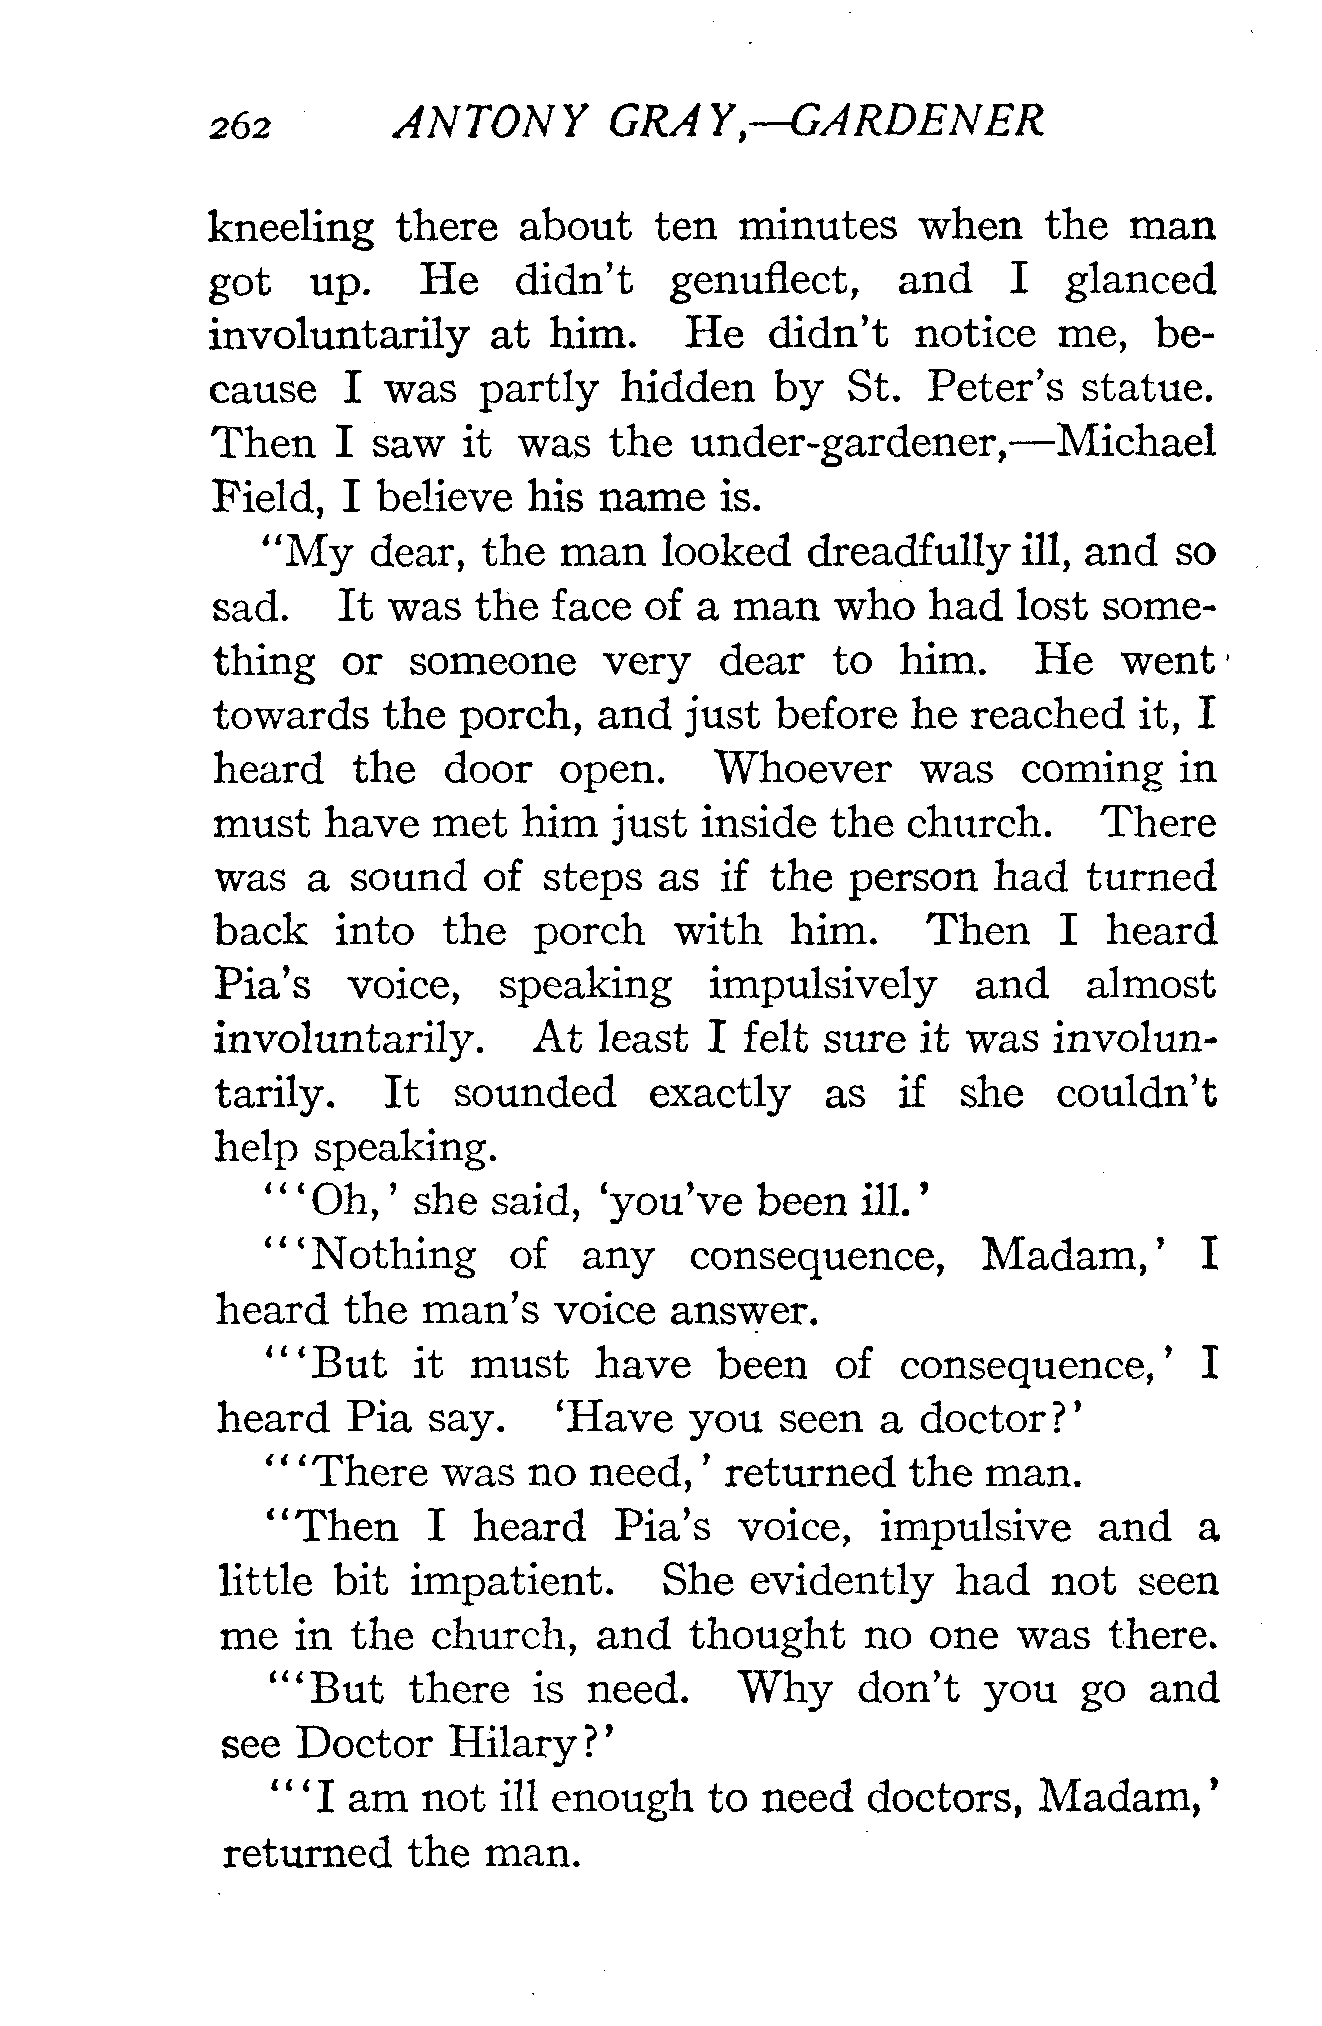 262 ANTONY GRAY,—GARDENER
kneeling there about ten minutes when the man
got up. He didn't genuflect, and I glanced
involuntarily at him. He didn't notice me, be-
cause I was partly hidden by St. Peter's statue.
Then I saw it was the under-gardener,—Michael
Field, I believe his name is.
"My dear, the man looked dreadfully ill, and so
sad. It was the face of a man who had lost some-
thing or someone very dear to him. He went
towards the porch, and just before he reached it, I
heard the door open. Whoever was coming in
must have met him just inside the church. There
was a sound of steps as if the person had turned
back into the porch with him. Then I heard
Pia's voice, speaking impulsively and almost
involuntarily. At least I felt sure it was involun-
tarily. It sounded exactly as if she couldn't
help speaking.
"'Oh,' she said, 'you've been ill.'
"'Nothing of any consequence, Madam,' I
heard the man's voice answer.
"'But it must have been of consequence,' I
heard Pia say. 'Have you seen a doctor?'
"'There was no need,' returned the man.
"Then I heard Pia's voice, impulsive and a
little bit impatient. She evidently had not seen
me in the church, and thought no one was there.
"'But there is need. Why don't you go and
see Doctor Hilary?'
"'I am not ill enough to need doctors, Madam,'
returned the man.